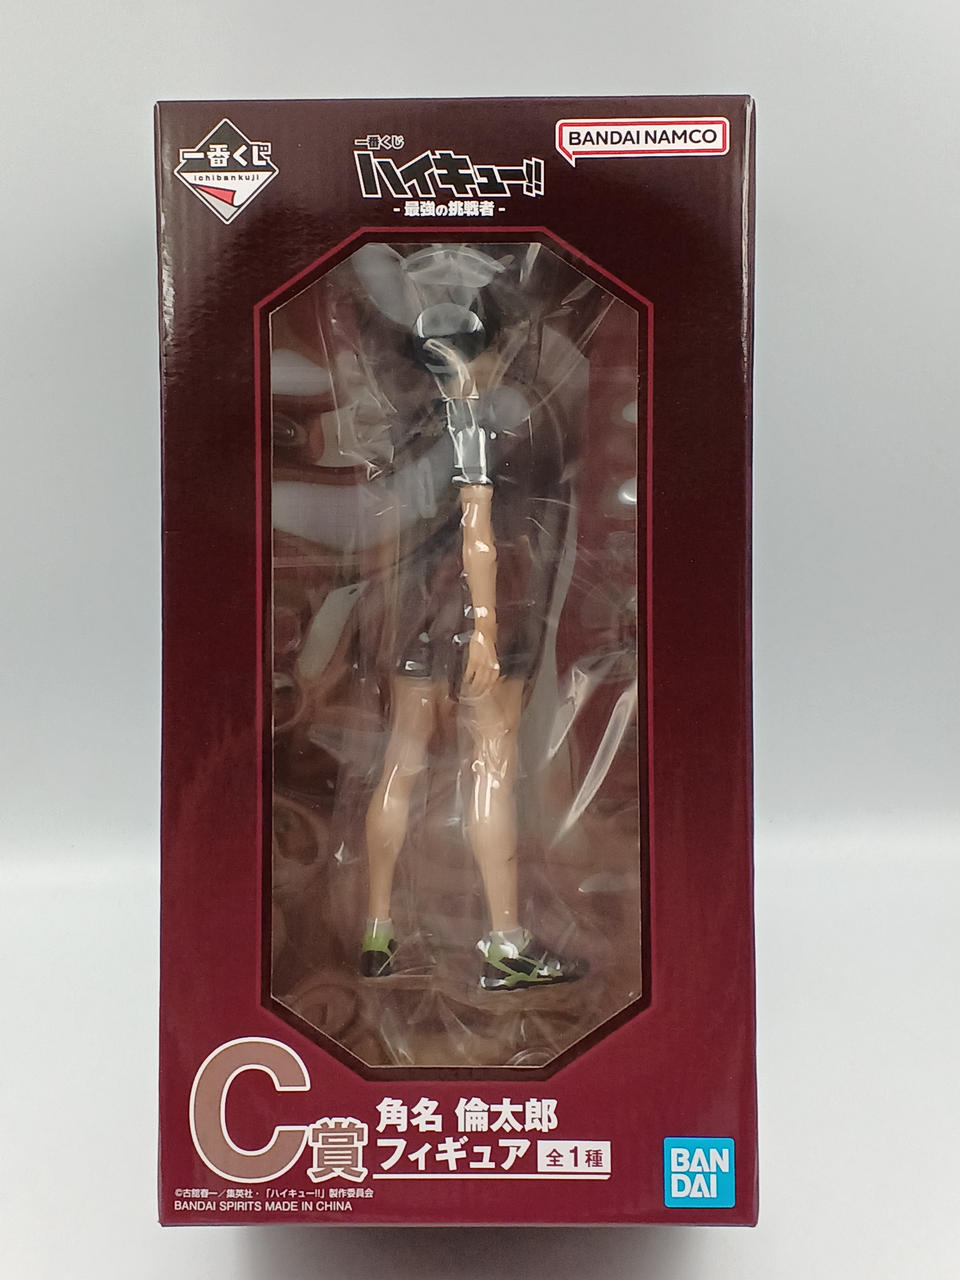 一番くじ
ichibankuji
一番くじ
ハイキュー!!
- 最強の挑戦者 -
BANDAI NAMCO
C賞
角名 倫太郎
フィギュア 全1種
©古舘春一／集英社・「ハイキュー!!」製作委員会
BANDAI SPIRITS MADE IN CHINA
BAN
DAI